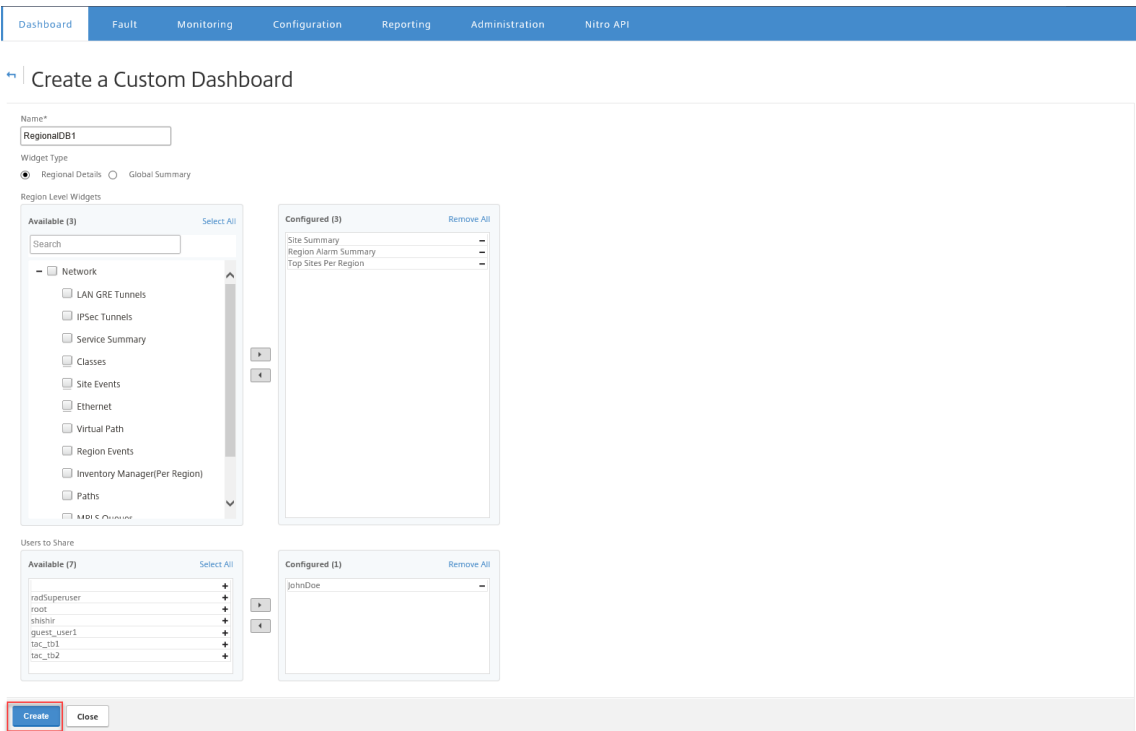 Dashboard Fault Monitoring Configuration Reporting Administration Nitro API
Create a Custom Dashboard
Name*
RegionalDB1
Widget Type
Regional Details Global Summary
Region Level Widgets
Available (3) Select All
Search
Network
LAN GRE Tunnels
IPSec Tunnels
Service Summary
Classes
Site Events
Ethernet
Virtual Path
Region Events
Inventory Manager(Per Region)
Paths
MPLS Queues
Configured (3) Remove All
Site Summary
Region Alarm Summary
Top Sites Per Region
Users to Share
Available (7) Select All
radSuperuser
root
shishir
guest_user1
tac_tb1
tac_tb2
Configured (1) Remove All
JohnDoe
Create Close